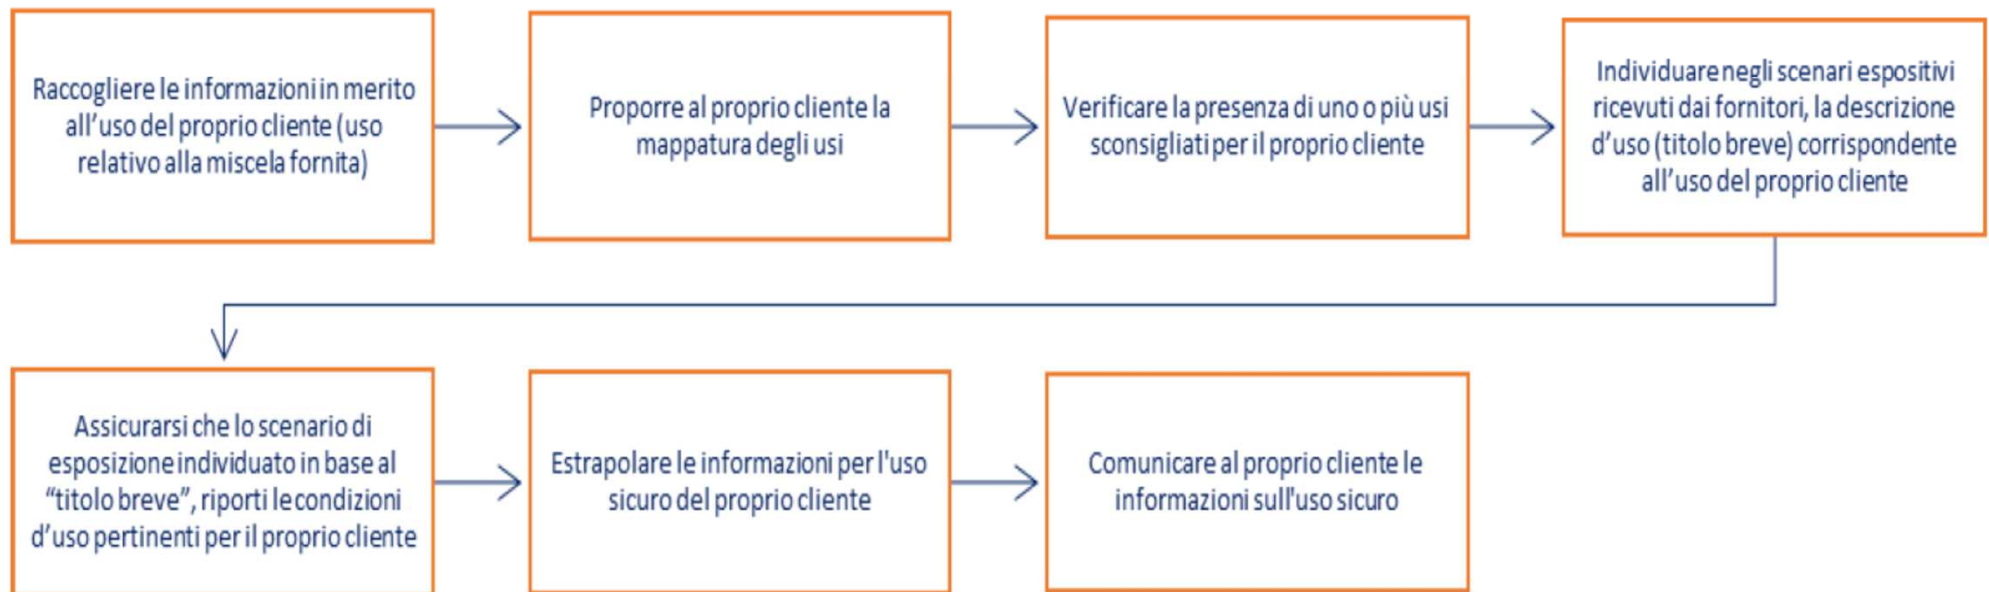 Raccogliere le informazioni in merito
all’uso del proprio cliente (uso
relativo alla miscela fornita)
Proporre al proprio cliente la
mappatura degli usi
Verificare la presenza di uno o più usi
sconsigliati per il proprio cliente
Individuare negli scenari espositivi
ricevuti dai fornitori, la descrizione
d’uso (titolo breve) corrispondente
all’uso del proprio cliente
Assicurarsi che lo scenario di
esposizione individuato in base al
“titolo breve”, riporti le condizioni
d’uso pertinenti per il proprio cliente
Estrapolare le informazioni per l'uso
sicuro del proprio cliente
Comunicare al proprio cliente le
informazioni sull'uso sicuro